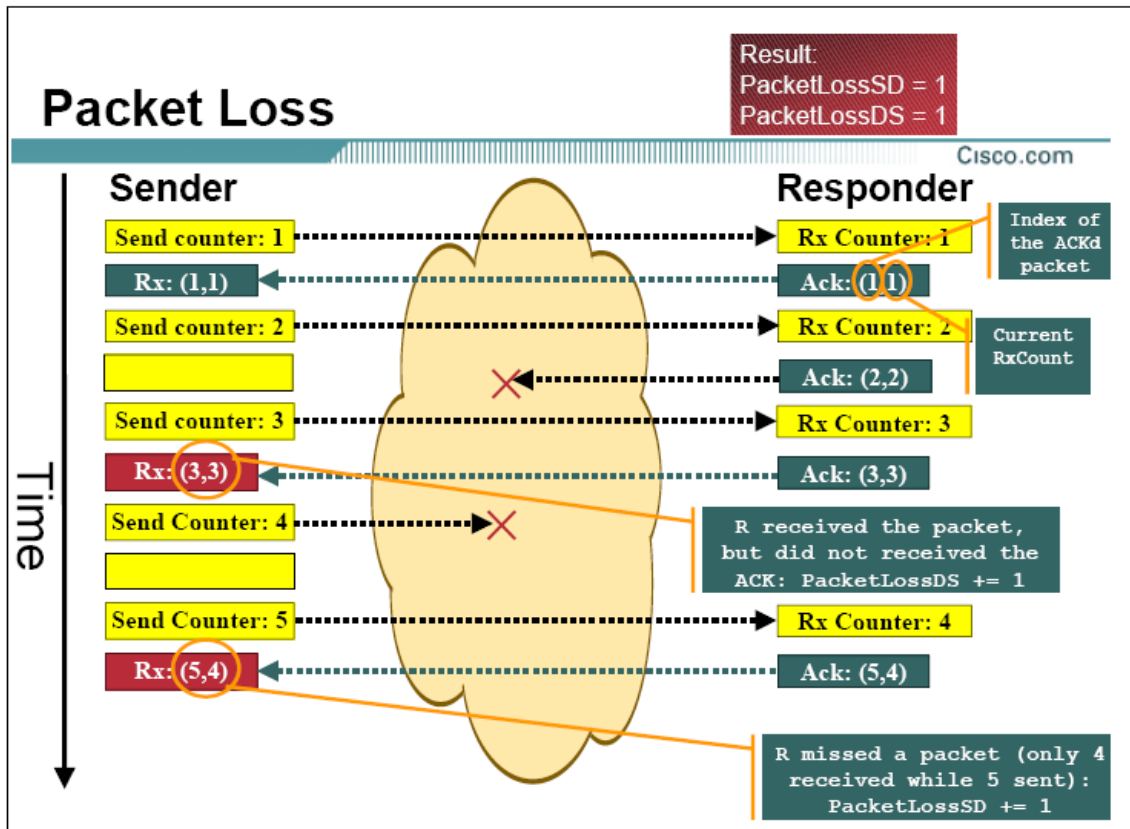 Result:
PacketLossSD = 1
PacketLossDS = 1
Packet Loss
Cisco.com
Sender
Responder
Send counter: 1
Rx Counter: 1
Index of
the ACKd
packet
Rx: (1,1)
Ack: (1,1)
Send counter: 2
Rx Counter: 2
Current
RxCount
Ack: (2,2)
Send counter: 3
Rx Counter: 3
Rx: (3,3)
Ack: (3,3)
Time
Send Counter: 4
R received the packet,
but did not received the
ACK: PacketLossDS += 1
Send Counter: 5
Rx Counter: 4
Rx: (5,4)
Ack: (5,4)
R missed a packet (only 4
received while 5 sent):
PacketLossSD += 1